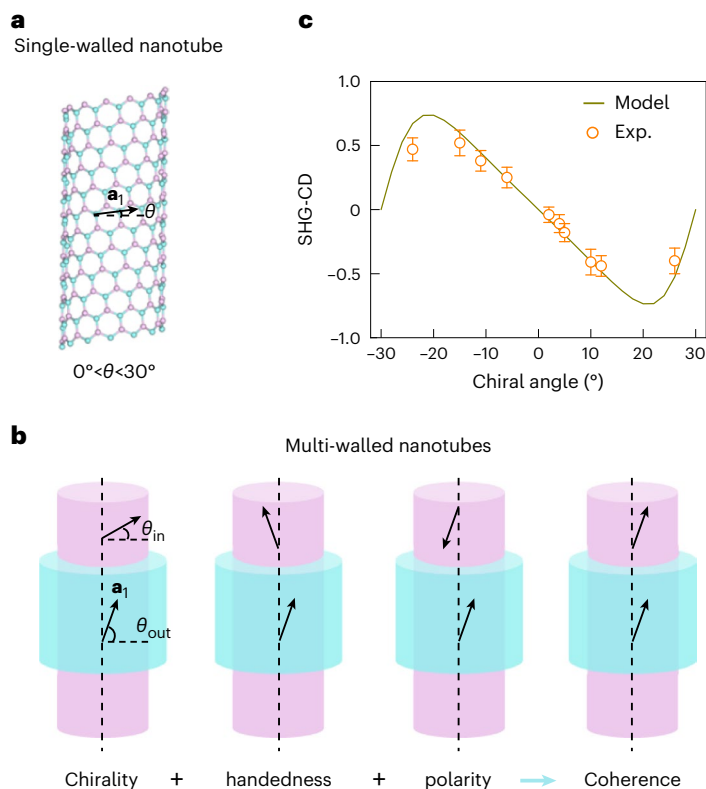 a
Single-walled nanotube
a₁
θ
0°<θ<30°
c
1.0
0.5
0
−0.5
−1.0
SHG-CD
Model
Exp.
−30 −20 −10 0 10 20 30
Chiral angle (°)
b
Multi-walled nanotubes
θin
a₁
θout
Chirality + handedness + polarity → Coherence